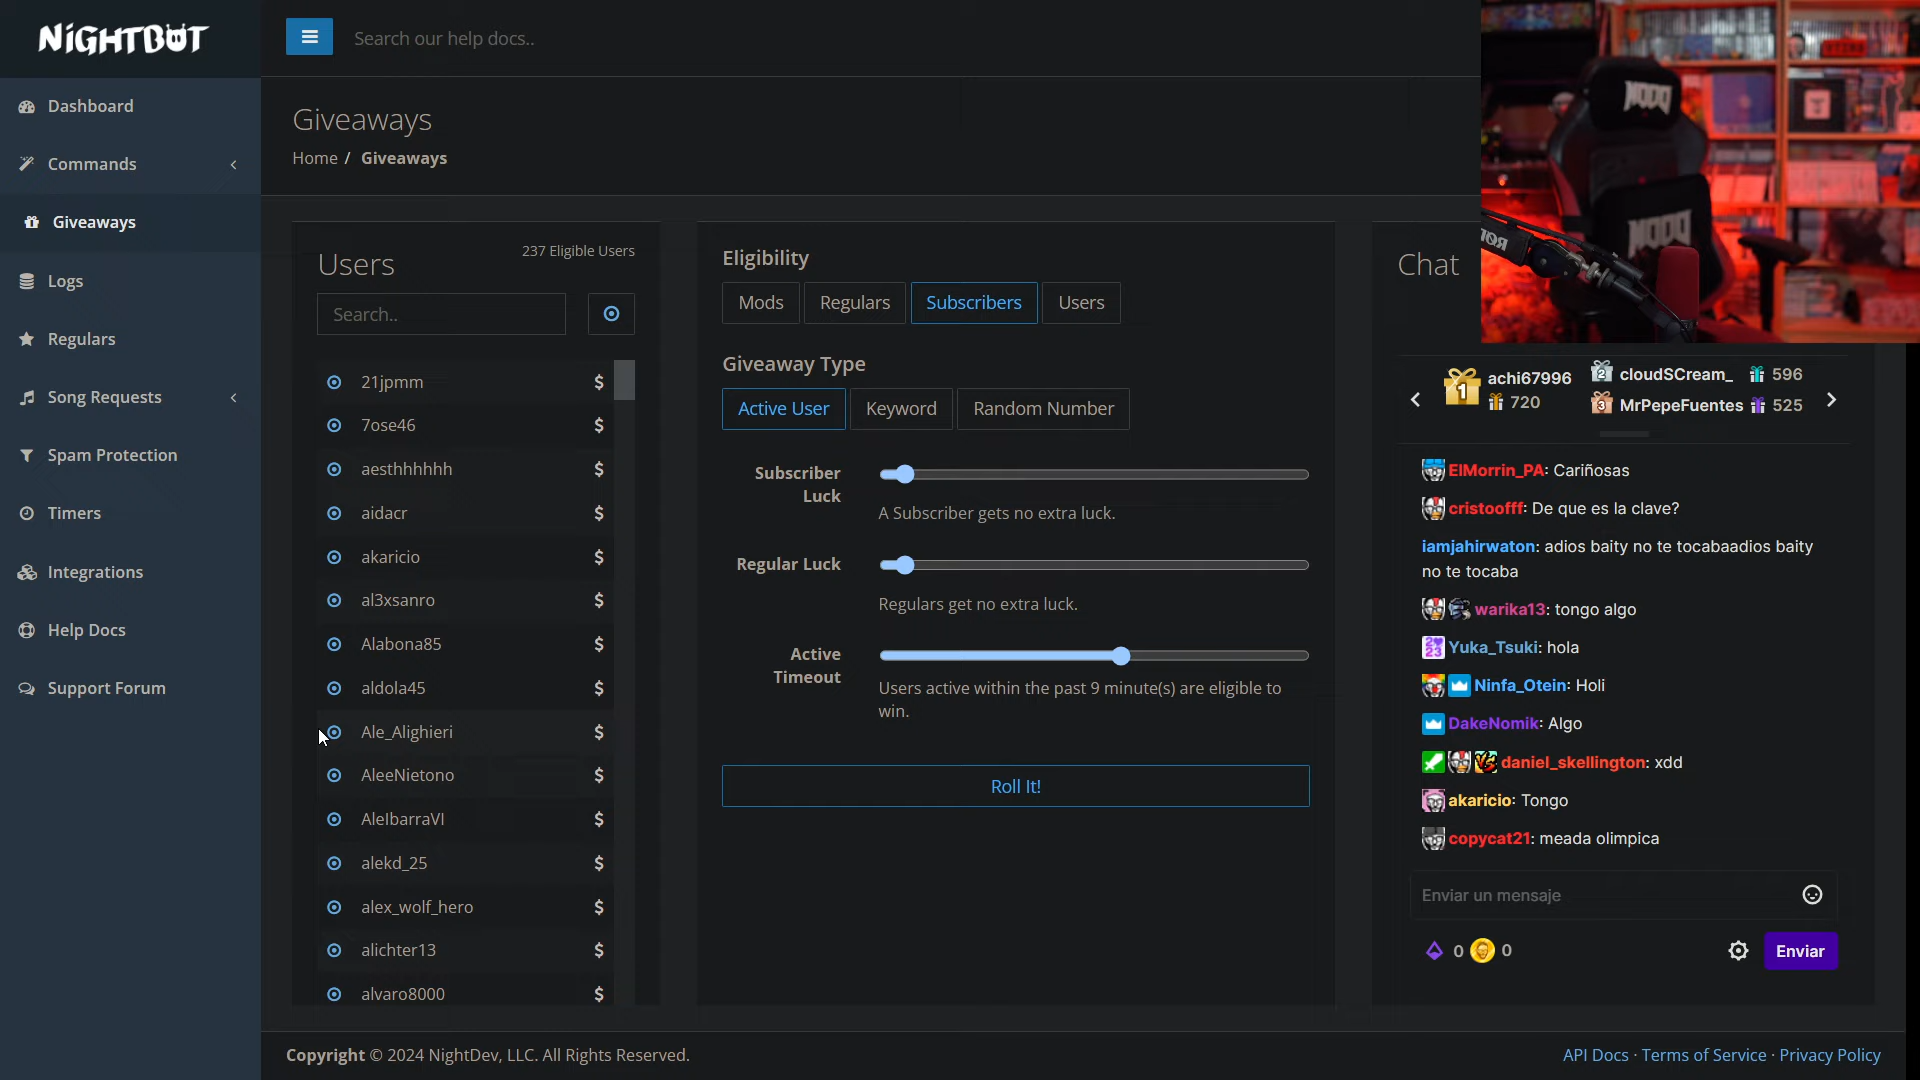 NiGHTBOT
Search our help docs..
Dashboard
Commands
Giveaways
Logs
Regulars
Song Requests
Spam Protection
Timers
Integrations
Help Docs
Support Forum
Giveaways
Home / Giveaways
Users
237 Eligible Users
Search..
21jpmm $
7ose46 $
aesthhhhhh $
aidacr $
akaricio $
al3xsanro $
Alabona85 $
aldola45 $
Ale_Alighieri $
AleeNietono $
AleIbarraVI $
alekd_25 $
alex_wolf_hero $
alichter13 $
alvaro8000 $
Eligibility
Mods Regulars Subscribers Users
Giveaway Type
Active User Keyword Random Number
Subscriber
Luck
A Subscriber gets no extra luck.
Regular Luck
Regulars get no extra luck.
Active
Timeout
Users active within the past 9 minute(s) are eligible to
win.
Roll It!
Chat
1 achi67996
720
2 cloudSCream_ 596
3 MrPepeFuentes 525
ElMorrin_PA: Cariñosas
cristoofff: De que es la clave?
iamjahirwaton: adios baity no te tocabaadios baity
no te tocaba
warika13: tongo algo
Yuka_Tsuki: hola
Ninfa_Otein: Holi
DakeNomik: Algo
daniel_skellington: xdd
akaricio: Tongo
copycat21: meada olimpica
Enviar un mensaje
0 0
Enviar
Copyright © 2024 NightDev, LLC. All Rights Reserved.
API Docs · Terms of Service · Privacy Policy